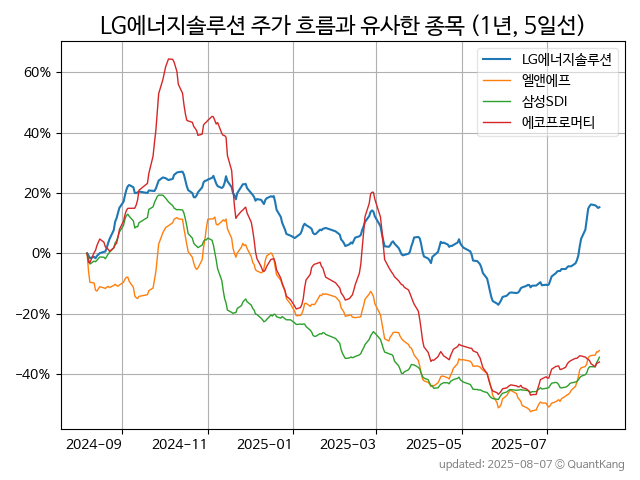 LG에너지솔루션 주가 흐름과 유사한 종목 (1년, 5일선)
LG에너지솔루션
엘앤에프
삼성SDI
에코프로머티
60%
40%
20%
0%
−20%
−40%
2024-09
2024-11
2025-01
2025-03
2025-05
2025-07
updated: 2025-08-07 © QuantKang